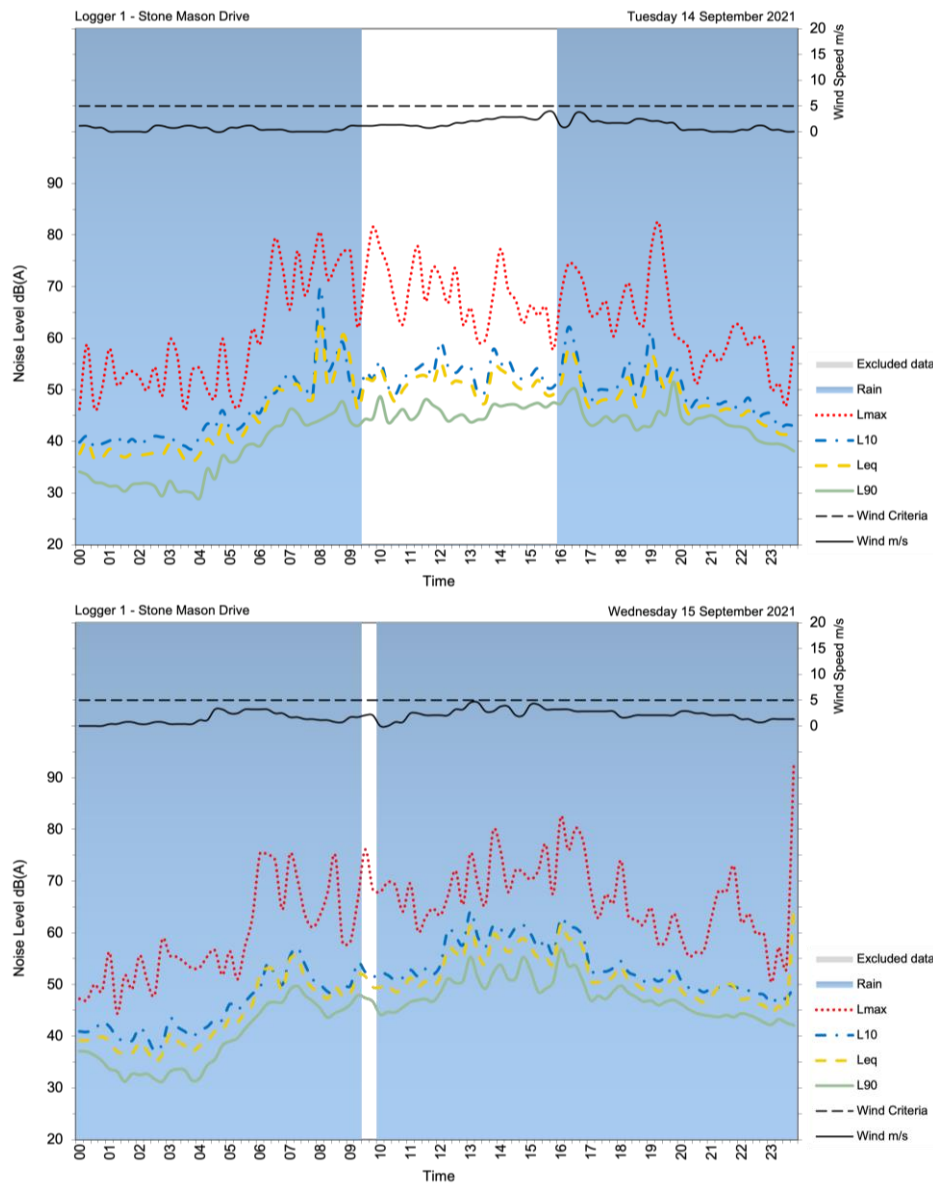 Logger 1 - Stone Mason Drive Tuesday 14 September 2021
20
15
10
5
0
Wind Speed m/s
90
80
70
60
50
40
30
20
Noise Level dB(A)
Excluded data
Rain
Lmax
L10
Leq
L90
Wind Criteria
Wind m/s
00 01 02 03 04 05 06 07 08 09 10 11 12 13 14 15 16 17 18 19 20 21 22 23
Time
Logger 1 - Stone Mason Drive Wednesday 15 September 2021
20
15
10
5
0
Wind Speed m/s
90
80
70
60
50
40
30
20
Noise Level dB(A)
Excluded data
Rain
Lmax
L10
Leq
L90
Wind Criteria
Wind m/s
00 01 02 03 04 05 06 07 08 09 10 11 12 13 14 15 16 17 18 19 20 21 22 23
Time